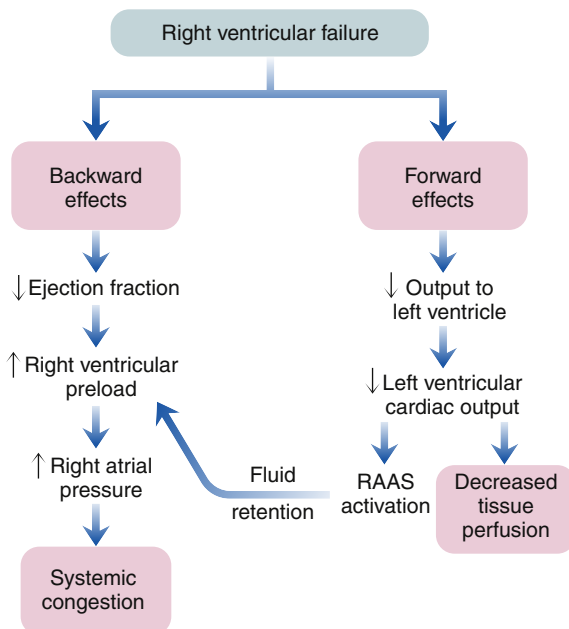 Right ventricular failure
Backward
effects
↓ Ejection fraction
↑ Right ventricular
preload
↑ Right atrial
pressure
Systemic
congestion
Forward
effects
↓ Output to
left ventricle
↓ Left ventricular
cardiac output
RAAS
activation
Decreased
tissue
perfusion
Fluid
retention